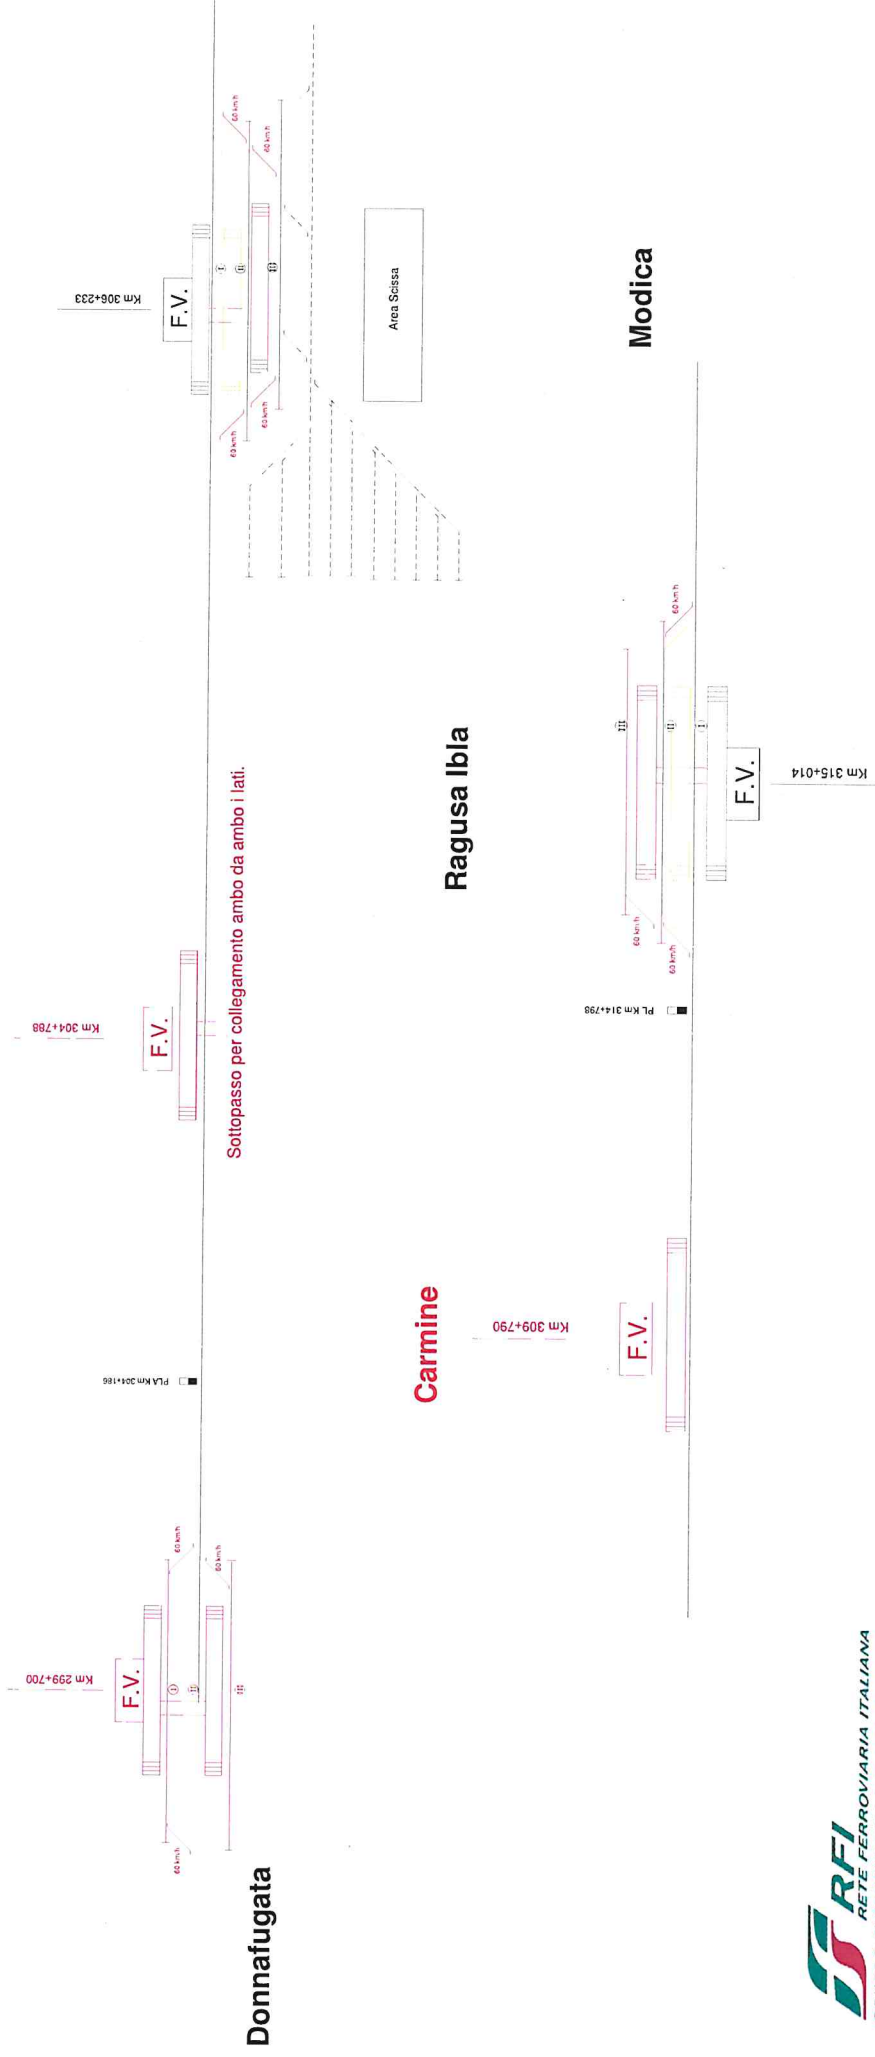 Km 299+700
F.V.
I
II
III
60 km/h
60 km/h
60 km/h
Donnafugata
PLA Km 304+186
Km 304+788
F.V.
Sottopasso per collegamento ambo da ambo i lati.
Km 306+233
F.V.
I
II
III
60 km/h
60 km/h
60 km/h
60 km/h
Area Scissa
Carmine
Km 309+790
F.V.
Ragusa Ibla
PL Km 314+798
III
II
I
60 km/h
60 km/h
60 km/h
F.V.
Km 315+014
Modica
RFI
RETE FERROVIARIA ITALIANA